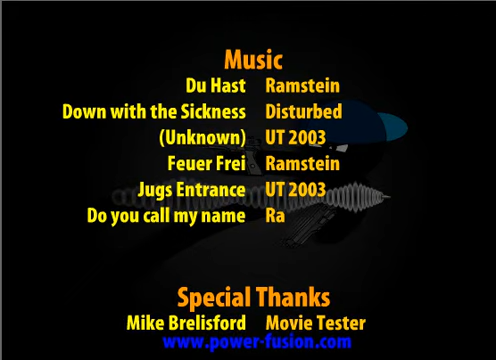 Music
Du Hast Ramstein
Down with the Sickness Disturbed
(Unknown) UT 2003
Feuer Frei Ramstein
Jugs Entrance UT 2003
Do you call my name Ra
Special Thanks
Mike Brelisford Movie Tester
www.power-fusion.com